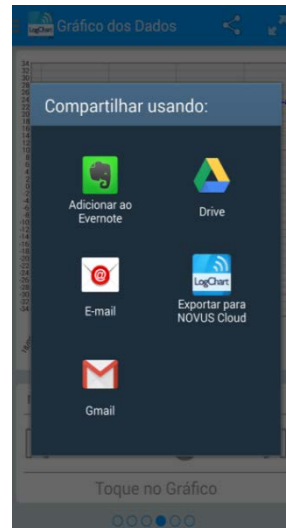 LogChart
Gráfico dos Dados
Compartilhar usando:
Adicionar ao
Evernote
Drive
E-mail
LogChart
Exportar para
NOVUS Cloud
Gmail
Toque no Gráfico